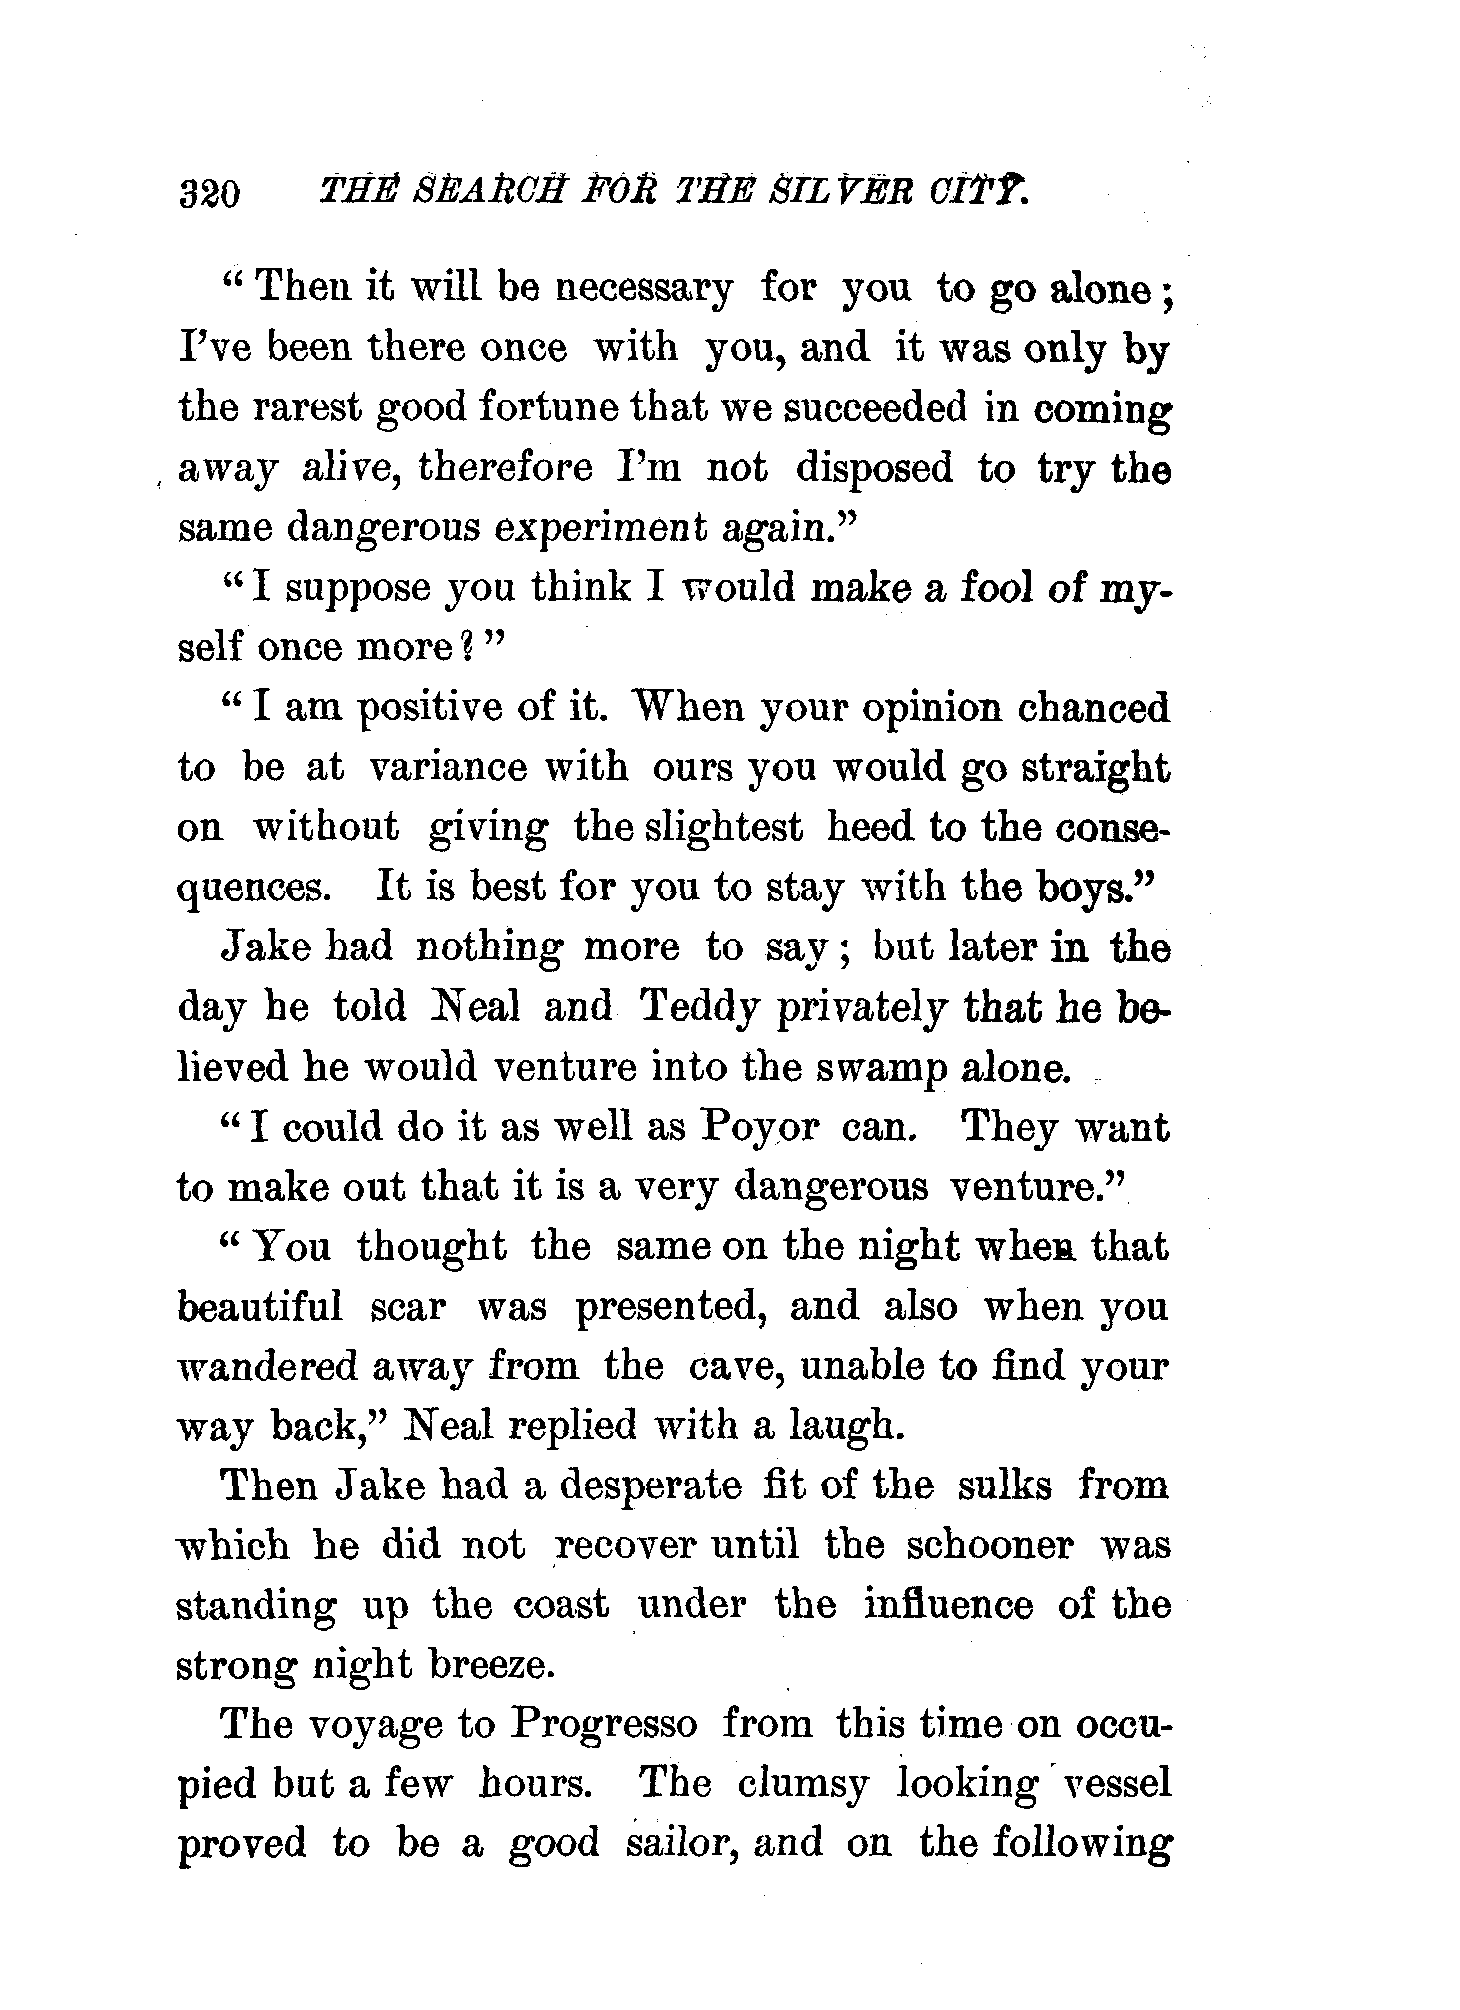 320 THE SEARCH FOR THE SILVER CITY.
“Then it will be necessary for you to go alone;
I’ve been there once with you, and it was only by
the rarest good fortune that we succeeded in coming
away alive, therefore I’m not disposed to try the
same dangerous experiment again.”
“I suppose you think I would make a fool of my-
self once more?”
“I am positive of it. When your opinion chanced
to be at variance with ours you would go straight
on without giving the slightest heed to the conse-
quences. It is best for you to stay with the boys.”
Jake had nothing more to say; but later in the
day he told Neal and Teddy privately that he be-
lieved he would venture into the swamp alone.
“I could do it as well as Poyor can. They want
to make out that it is a very dangerous venture.”
“You thought the same on the night when that
beautiful scar was presented, and also when you
wandered away from the cave, unable to find your
way back,” Neal replied with a laugh.
Then Jake had a desperate fit of the sulks from
which he did not recover until the schooner was
standing up the coast under the influence of the
strong night breeze.
The voyage to Progresso from this time on occu-
pied but a few hours. The clumsy looking vessel
proved to be a good sailor, and on the following